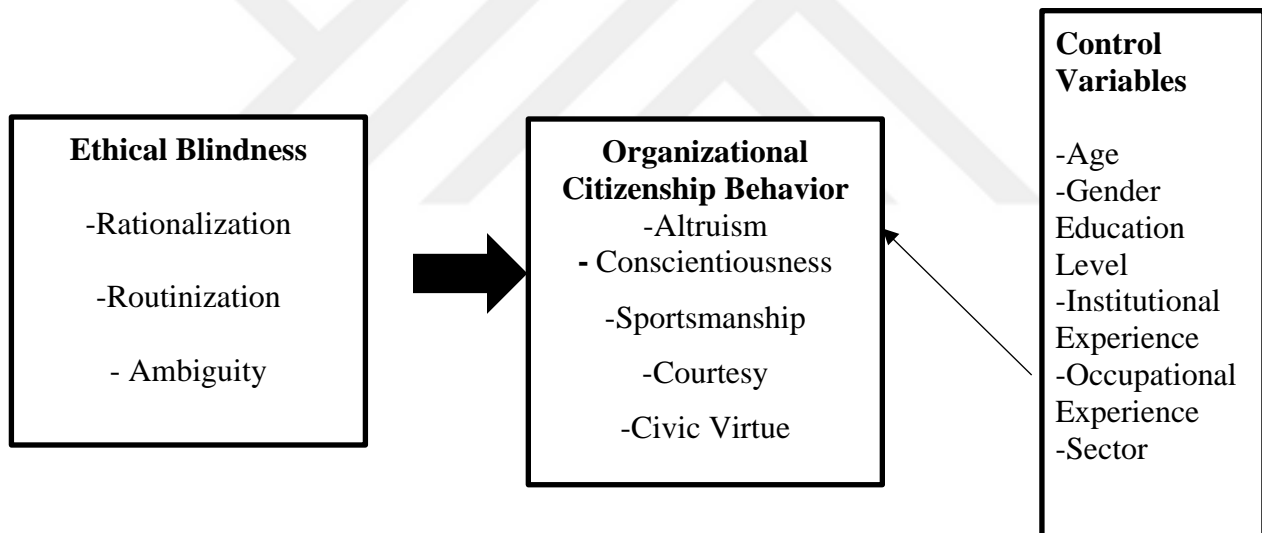 Ethical Blindness
-Rationalization
-Routinization
- Ambiguity
Organizational
Citizenship Behavior
-Altruism
- Conscientiousness
-Sportsmanship
-Courtesy
-Civic Virtue
Control
Variables
-Age
-Gender
Education
Level
-Institutional
Experience
-Occupational
Experience
-Sector